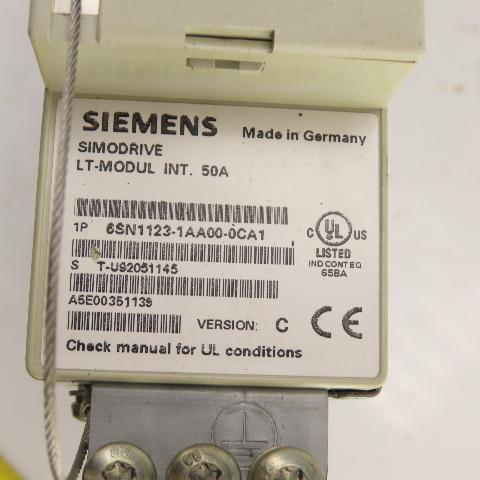 SIEMENS
Made in Germany
SIMODRIVE
LT-MODUL INT. 50A
1P 6SN1123-1AA00-0CA1
C UL US
LISTED
IND CONT EQ
65BA
S T-U92051145
A5E00351139
VERSION: C CE
Check manual for UL conditions